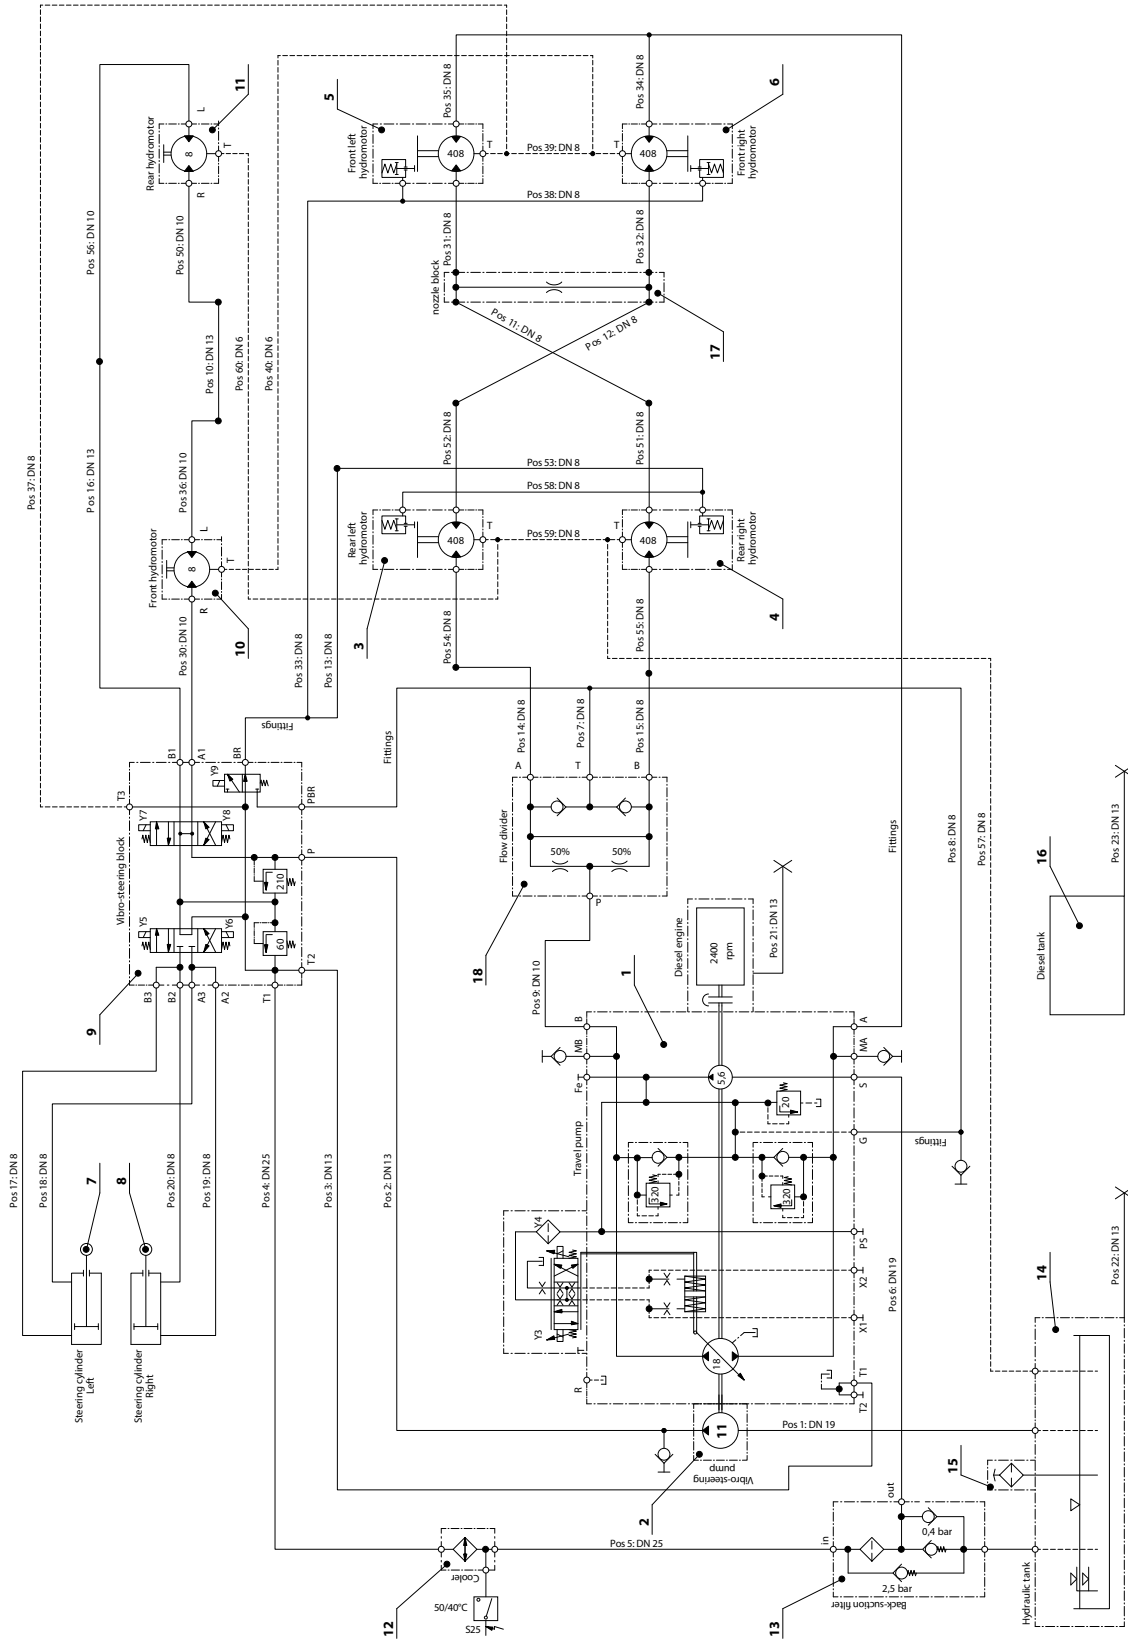 Pos 37: DN 8
Pos 56: DN 10
Pos 16: DN 13
Rear hydromotor
8
L
T
R
11
Pos 50: DN 10
Pos 10: DN 13
Pos 60: DN 6
Pos 40: DN 6
Pos 36: DN 10
Front hydromotor
8
L
T
R
10
Pos 30: DN 10
5
Front left
hydromotor
408
T
Pos 35: DN 8
Pos 39: DN 8
Pos 34: DN 8
6
T
408
Front right
hydromotor
Pos 38: DN 8
Pos 31: DN 8
Pos 32: DN 8
nozzle block
17
Pos 11: DN 8
Pos 12: DN 8
Pos 52: DN 8
Pos 51: DN 8
Pos 53: DN 8
Pos 58: DN 8
Rear left
hydromotor
408
T
Pos 59: DN 8
T
408
Rear right
hydromotor
3
4
Pos 54: DN 8
Pos 55: DN 8
Pos 33: DN 8
Pos 13: DN 8
Fittings
Fittings
Pos 14: DN 8
Pos 7: DN 8
Pos 15: DN 8
Vibro-steering block
T3
B1
A1
BR
Y9
PBR
Y7
Y8
P
210
Y5
Y6
60
T2
B3
B2
A3
A2
T1
9
Flow divider
A
T
B
50%
50%
P
18
Fittings
Pos 8: DN 8
Pos 57: DN 8
Pos 9: DN 10
Diesel engine
2400
rpm
Pos 21: DN 13
16
Diesel tank
Pos 23: DN 13
1
Travel pump
B
MB
Fe
5,6
A
MA
S
20
G
Fittings
320
320
Y4
Y3
T
PS
X2
X1
18
R
T1
T2
Pos 6: DN19
Pos 17: DN 8
Pos 18: DN 8
7
8
Pos 20: DN 8
Pos 19: DN 8
Pos 4: DN 25
Pos 3: DN 13
Pos 2: DN 13
Steering cylinder
Left
Steering cylinder
Right
11
Vibro-steering
pump
2
Pos 1: DN 19
14
Pos 22: DN 13
15
Hydraulic tank
12
Cooler
50/40°C
S25
Pos 5: DN 25
in
out
0,4 bar
2,5 bar
Back-suction filter
13